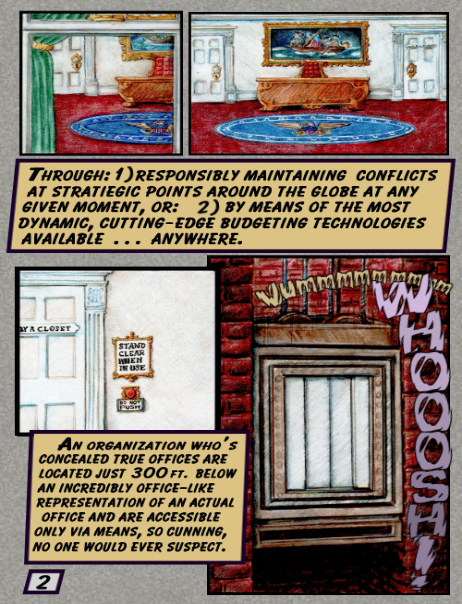 THROUGH: 1) RESPONSIBLY MAINTAINING CONFLICTS
AT STRATIEGIC POINTS AROUND THE GLOBE AT ANY
GIVEN MOMENT, OR: 2) BY MEANS OF THE MOST
DYNAMIC, CUTTING-EDGE BUDGETING TECHNOLOGIES
AVAILABLE ... ANYWHERE.
Wummmmmmmm
WHOOOSH!!
Y A CLOSET
STAND
CLEAR
WHEN
IN USE
DO NOT
PUSH
AN ORGANIZATION WHO'S
CONCEALED TRUE OFFICES ARE
LOCATED JUST 300 FT. BELOW
AN INCREDIBLY OFFICE-LIKE
REPRESENTATION OF AN ACTUAL
OFFICE AND ARE ACCESSIBLE
ONLY VIA MEANS, SO CUNNING,
NO ONE WOULD EVER SUSPECT.
2